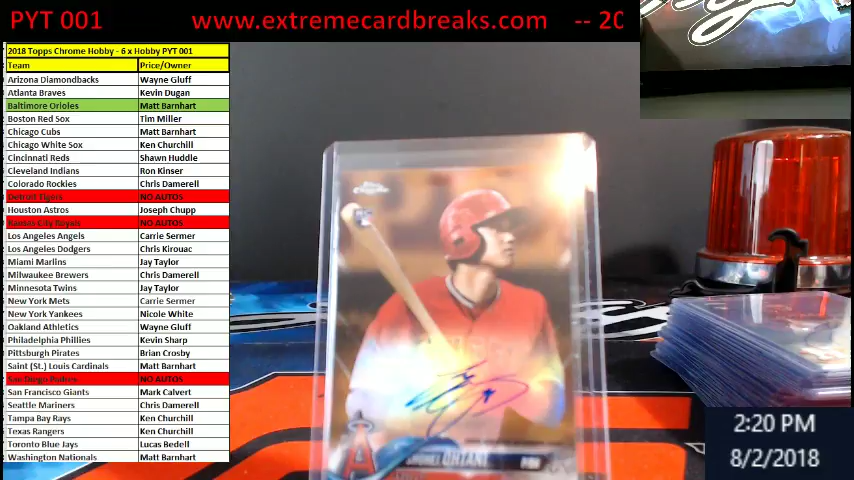 PYT 001 www.extremecardbreaks.com -- 20
2018 Topps Chrome Hobby - 6 x Hobby PYT 001
Team Price/Owner
Arizona Diamondbacks Wayne Gluff
Atlanta Braves Kevin Dugan
Baltimore Orioles Matt Barnhart
Boston Red Sox Tim Miller
Chicago Cubs Matt Barnhart
Chicago White Sox Ken Churchill
Cincinnati Reds Shawn Huddle
Cleveland Indians Ron Kinser
Colorado Rockies Chris Damerell
Detroit Tigers NO AUTOS
Houston Astros Joseph Chupp
Kansas City Royals NO AUTOS
Los Angeles Angels Carrie Sermer
Los Angeles Dodgers Chris Kirouac
Miami Marlins Jay Taylor
Milwaukee Brewers Chris Damerell
Minnesota Twins Jay Taylor
New York Mets Carrie Sermer
New York Yankees Nicole White
Oakland Athletics Wayne Gluff
Philadelphia Phillies Kevin Sharp
Pittsburgh Pirates Brian Crosby
Saint (St.) Louis Cardinals Matt Barnhart
San Diego Padres NO AUTOS
San Francisco Giants Mark Calvert
Seattle Mariners Chris Damerell
Tampa Bay Rays Ken Churchill
Texas Rangers Ken Churchill
Toronto Blue Jays Lucas Bedell
Washington Nationals Matt Barnhart
OHTANI
2:20 PM
8/2/2018